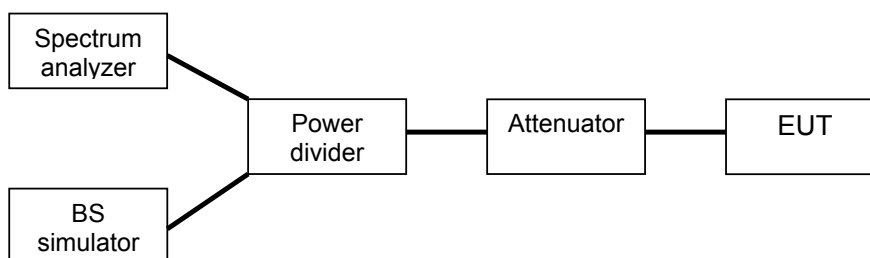 Spectrum
analyzer
Power
divider
Attenuator
EUT
BS
simulator